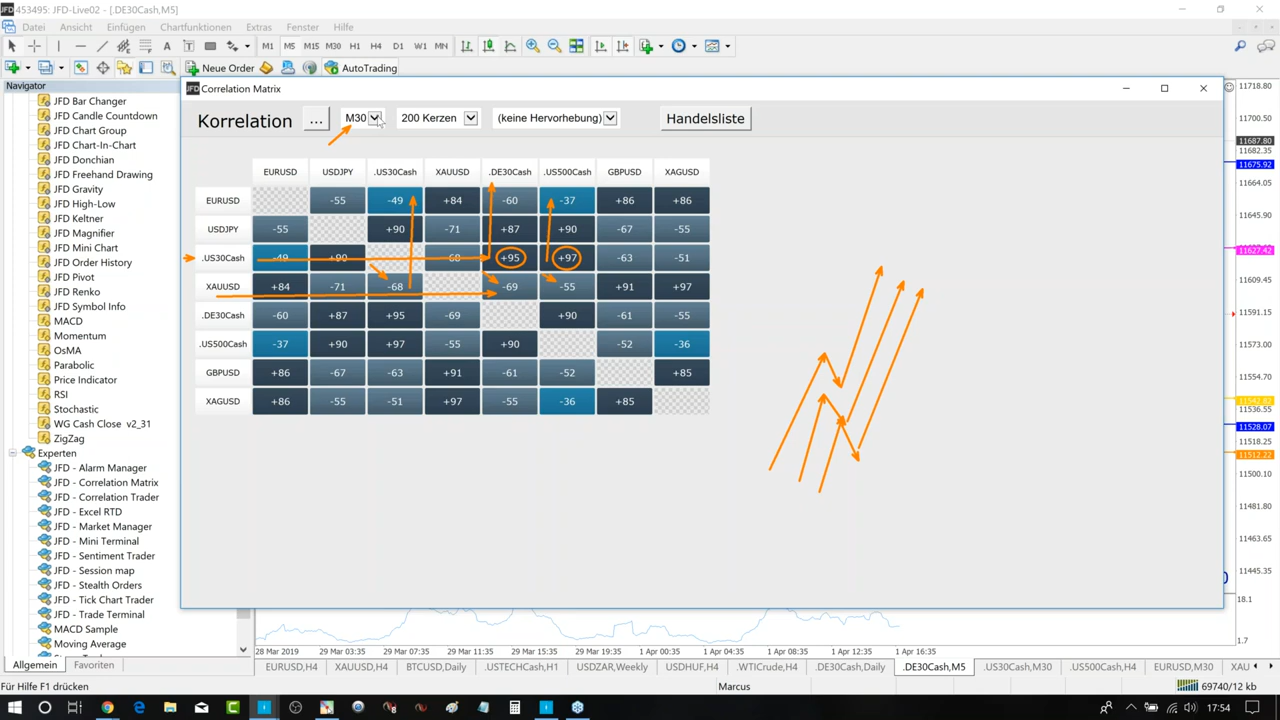 453495: JFD-Live02 - [.DE30Cash,M5]
Datei Ansicht Einfügen Chartfunktionen Extras Fenster Hilfe
M1 M5 M15 M30 H1 H4 D1 W1 MN
Neue Order AutoTrading
Navigator
JFD Bar Changer
JFD Candle Countdown
JFD Chart Group
JFD Chart-In-Chart
JFD Donchian
JFD Freehand Drawing
JFD Gravity
JFD High-Low
JFD Keltner
JFD Magnifier
JFD Mini Chart
JFD Order History
JFD Pivot
JFD Renko
JFD Symbol Info
MACD
Momentum
OsMA
Parabolic
Price Indicator
RSI
Stochastic
WG Cash Close v2_31
ZigZag
Experten
JFD - Alarm Manager
JFD - Correlation Matrix
JFD - Correlation Trader
JFD - Excel RTD
JFD - Market Manager
JFD - Mini Terminal
JFD - Sentiment Trader
JFD - Session map
JFD - Stealth Orders
JFD - Tick Chart Trader
JFD - Trade Terminal
MACD Sample
Moving Average
Allgemein Favoriten
Correlation Matrix
Korrelation ... M30 200 Kerzen (keine Hervorhebung) Handelsliste
EURUSD USDJPY .US30Cash XAUUSD .DE30Cash .US500Cash GBPUSD XAGUSD
EURUSD -55 -49 +84 -60 -37 +86 +86
USDJPY -55 +90 -71 +87 +90 -67 -55
.US30Cash -49 +90 -68 +95 +97 -63 -51
XAUUSD +84 -71 -68 -69 -55 +91 +97
.DE30Cash -60 +87 +95 -69 +90 -61 -55
.US500Cash -37 +90 +97 -55 +90 -52 -36
GBPUSD +86 -67 -63 +91 -61 -52 +85
XAGUSD +86 -55 -51 +97 -55 -36 +85
11718.80
11700.50
11687.80
11682.35
11675.92
11664.05
11645.90
11627.42
11609.45
11591.15
11573.00
11554.70
11542.82
11536.55
11528.07
11518.25
11512.22
11500.10
11481.80
11463.65
11445.35
18.1
1.7
28 Mar 2019 29 Mar 03:35 29 Mar 07:35 29 Mar 11:35 29 Mar 15:35 29 Mar 19:35 1 Apr 00:35 1 Apr 04:35 1 Apr 08:35 1 Apr 12:35 1 Apr 16:35
EURUSD,H4 XAUUSD,H4 BTCUSD,Daily .USTECHCash,H1 USDZAR,Weekly USDHUF,H4 .WTICrude,H4 .DE30Cash,Daily .DE30Cash,M5 .US30Cash,M30 .US500Cash,H4 EURUSD,M30 XAU
Für Hilfe F1 drücken Marcus 69740/12 kb
17:54